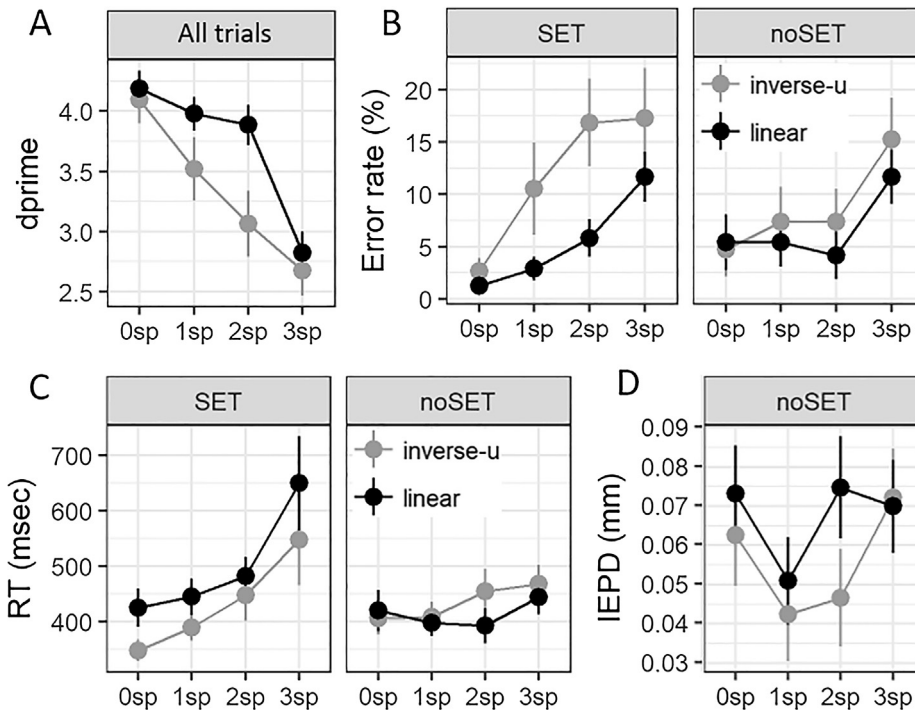 A
All trials
dprime
4.0
3.5
3.0
2.5
0sp 1sp 2sp 3sp
B
SET
noSET
Error rate (%)
20
15
10
5
0
inverse-u
linear
0sp 1sp 2sp 3sp
0sp 1sp 2sp 3sp
C
SET
noSET
RT (msec)
700
600
500
400
inverse-u
linear
0sp 1sp 2sp 3sp
0sp 1sp 2sp 3sp
D
noSET
IEPD (mm)
0.09
0.08
0.07
0.06
0.05
0.04
0.03
0sp 1sp 2sp 3sp